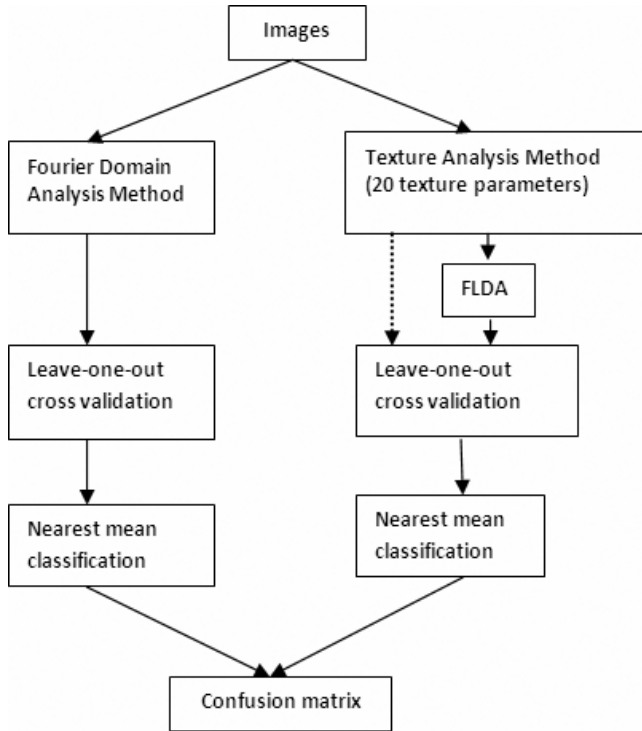 Images
Fourier Domain
Analysis Method
Texture Analysis Method
(20 texture parameters)
FLDA
Leave-one-out
cross validation
Leave-one-out
cross validation
Nearest mean
classification
Nearest mean
classification
Confusion matrix